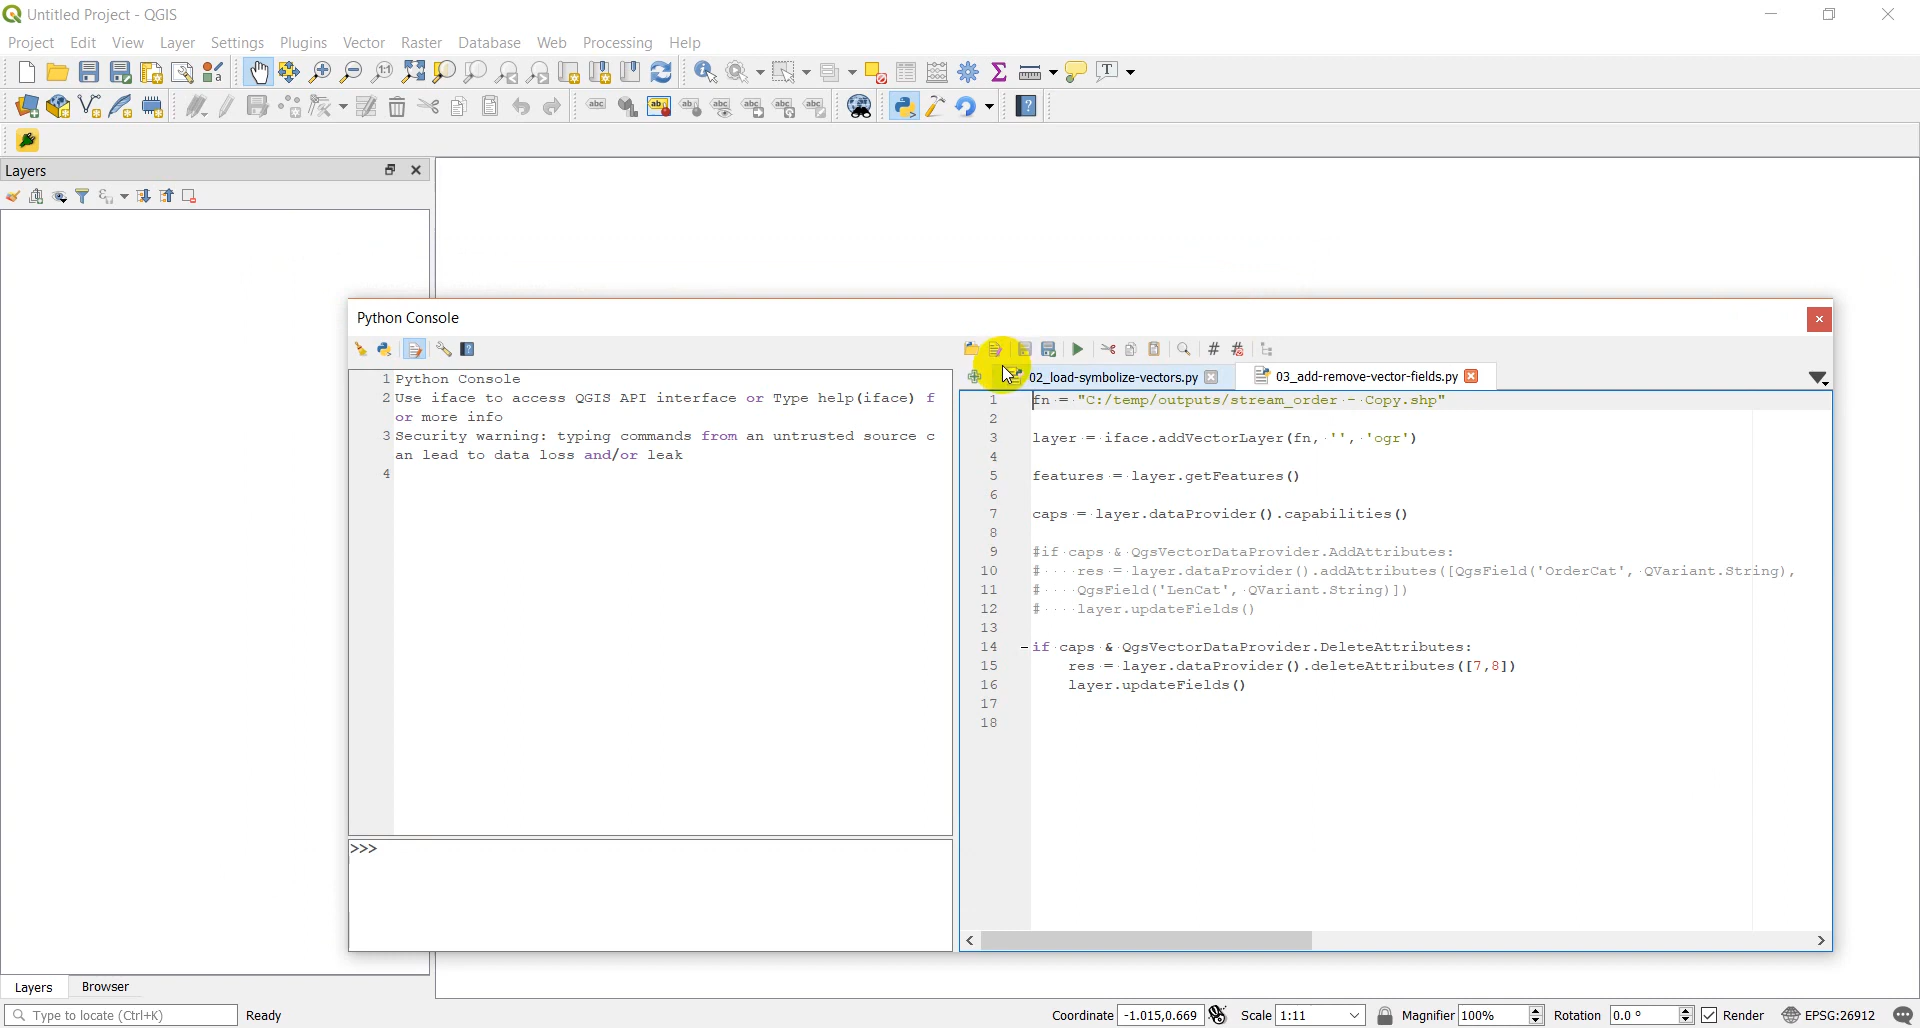 Untitled Project - QGIS
Project Edit View Layer Settings Plugins Vector Raster Database Web Processing Help
Layers
Python Console
1 Python Console
2 Use iface to access QGIS API interface or Type help(iface) f
or more info
3 Security warning: typing commands from an untrusted source c
an lead to data loss and/or leak
4
>>>
02_load-symbolize-vectors.py
03_add-remove-vector-fields.py
1 fn = "C:/temp/outputs/stream_order - Copy.shp"
2
3 layer = iface.addVectorLayer(fn, '', 'ogr')
4
5 features = layer.getFeatures()
6
7 caps = layer.dataProvider().capabilities()
8
9 #if caps & QgsVectorDataProvider.AddAttributes:
10 #    res = layer.dataProvider().addAttributes([QgsField('OrderCat', QVariant.String),
11 #    QgsField('LenCat', QVariant.String)])
12 #    layer.updateFields()
13
14 if caps & QgsVectorDataProvider.DeleteAttributes:
15     res = layer.dataProvider().deleteAttributes([7,8])
16     layer.updateFields()
17
18
Layers Browser
Type to locate (Ctrl+K) Ready Coordinate -1.015,0.669 Scale 1:11 Magnifier 100% Rotation 0.0 ° Render EPSG:26912